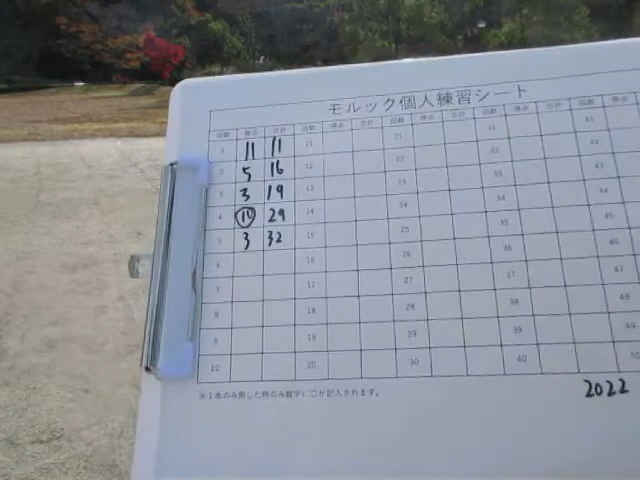 モルック個人練習シート
回数 得点 合計 回数 得点 合計 回数 得点 合計 回数 得点 合計 回数
1 11 11 11 21 31 41
2 5 16 12 22 32 42
3 3 19 13 23 33 43
4 ⑩ 29 14 24 34 44
5 3 32 15 25 35 45
6 16 26 36 46
7 17 27 37 47
8 18 28 38 48
9 19 29 39 49
10 20 30 40 50
※1本のみ倒した時のみ数字に○が記入されます。
2022